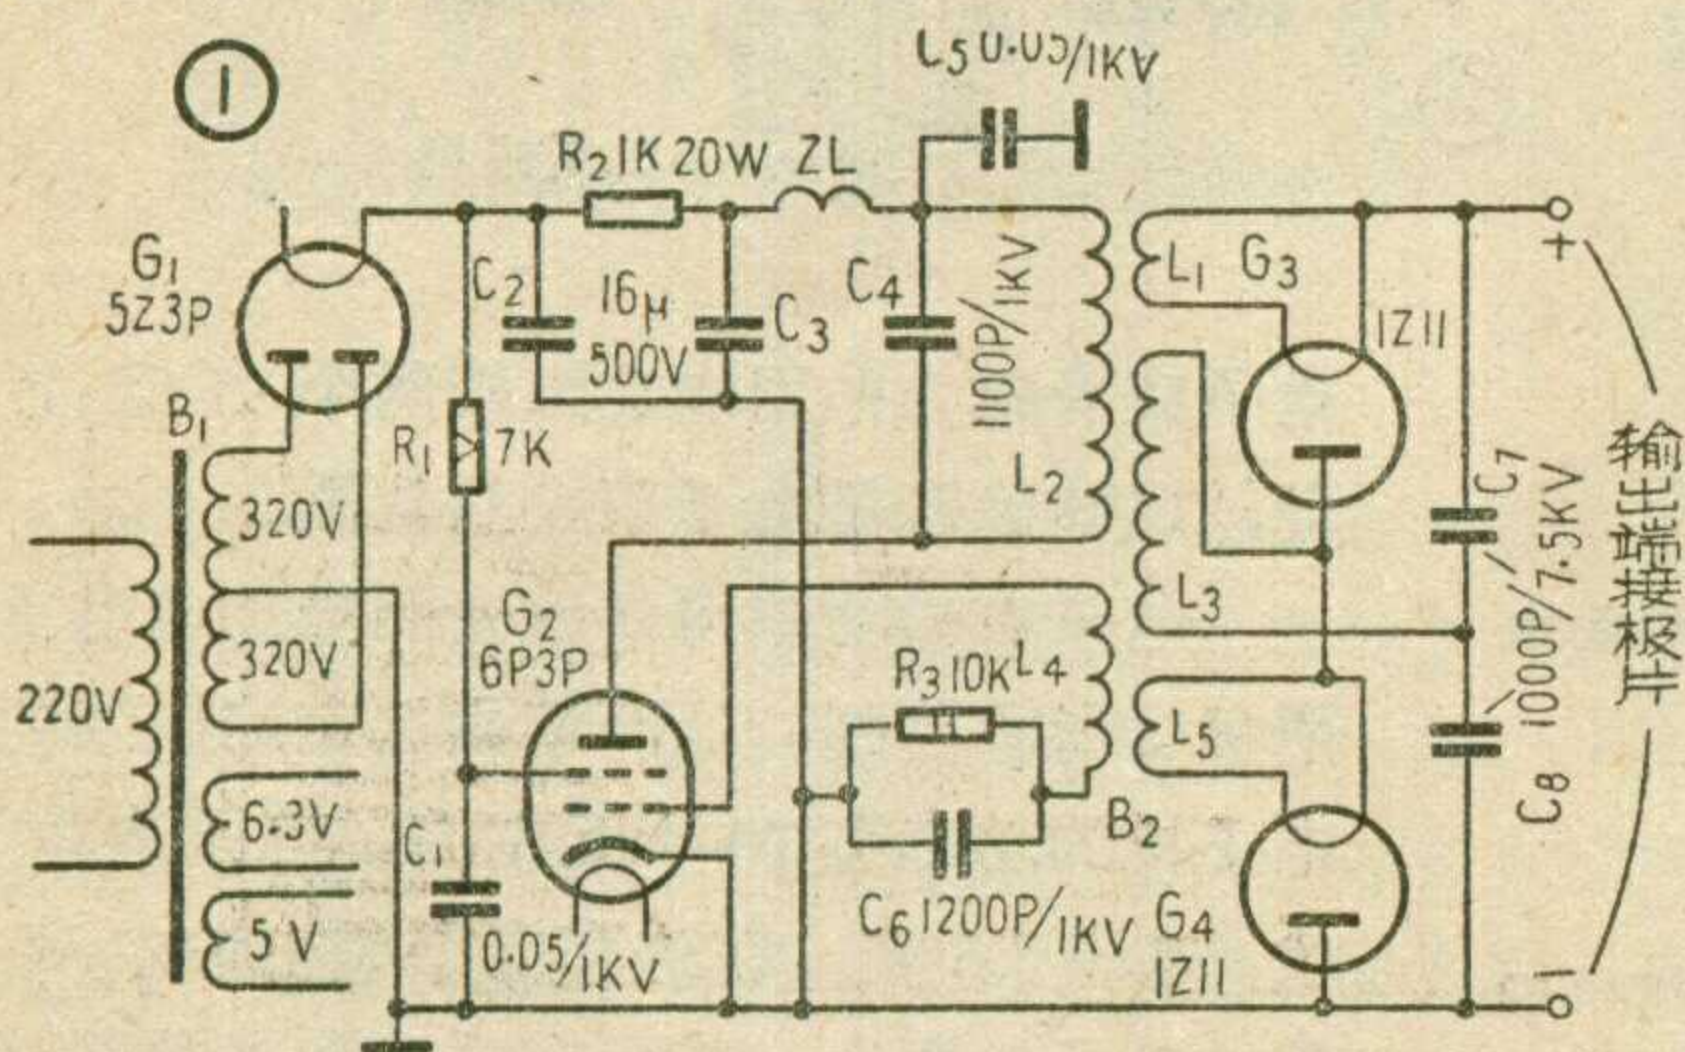 1
0.05/1KV
R2 1K 20W ZL
G1
5Z3P
C2
16μ
500V
C3
C4
1100P/1KV
L1
G3
1Z11
B1
R1
7K
L2
320V
320V
220V
6.3V
5V
G2
6P3P
L3
R3 10K
L4
L5
C7
1000P/7.5KV
C8
C1
0.05/1KV
C6 1200P/1KV
B2
G4
1Z11
+
−
输出端接极